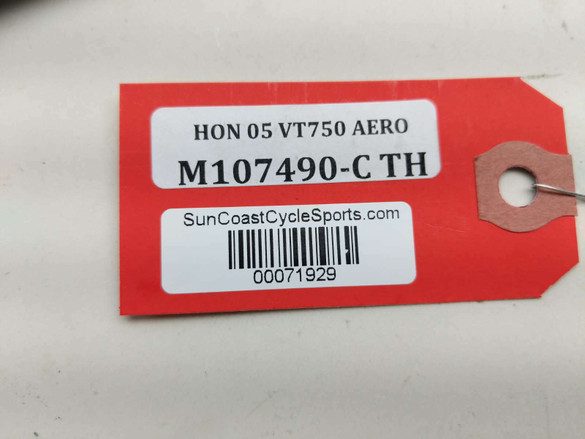 HON 05 VT750 AERO
M107490-C TH
SunCoastCycleSports.com
00071929